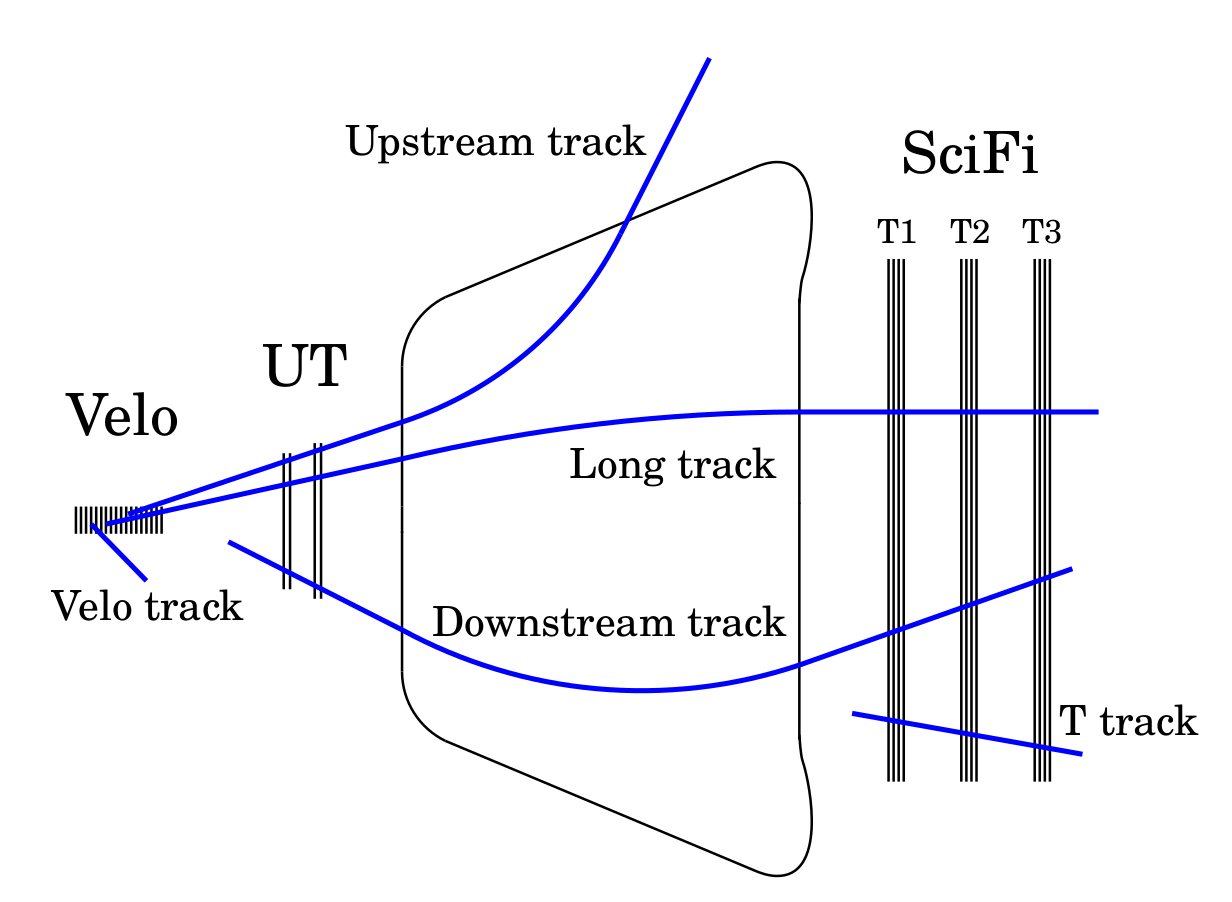 Upstream track
SciFi
T1 T2 T3
UT
Velo
Long track
Velo track
Downstream track
T track